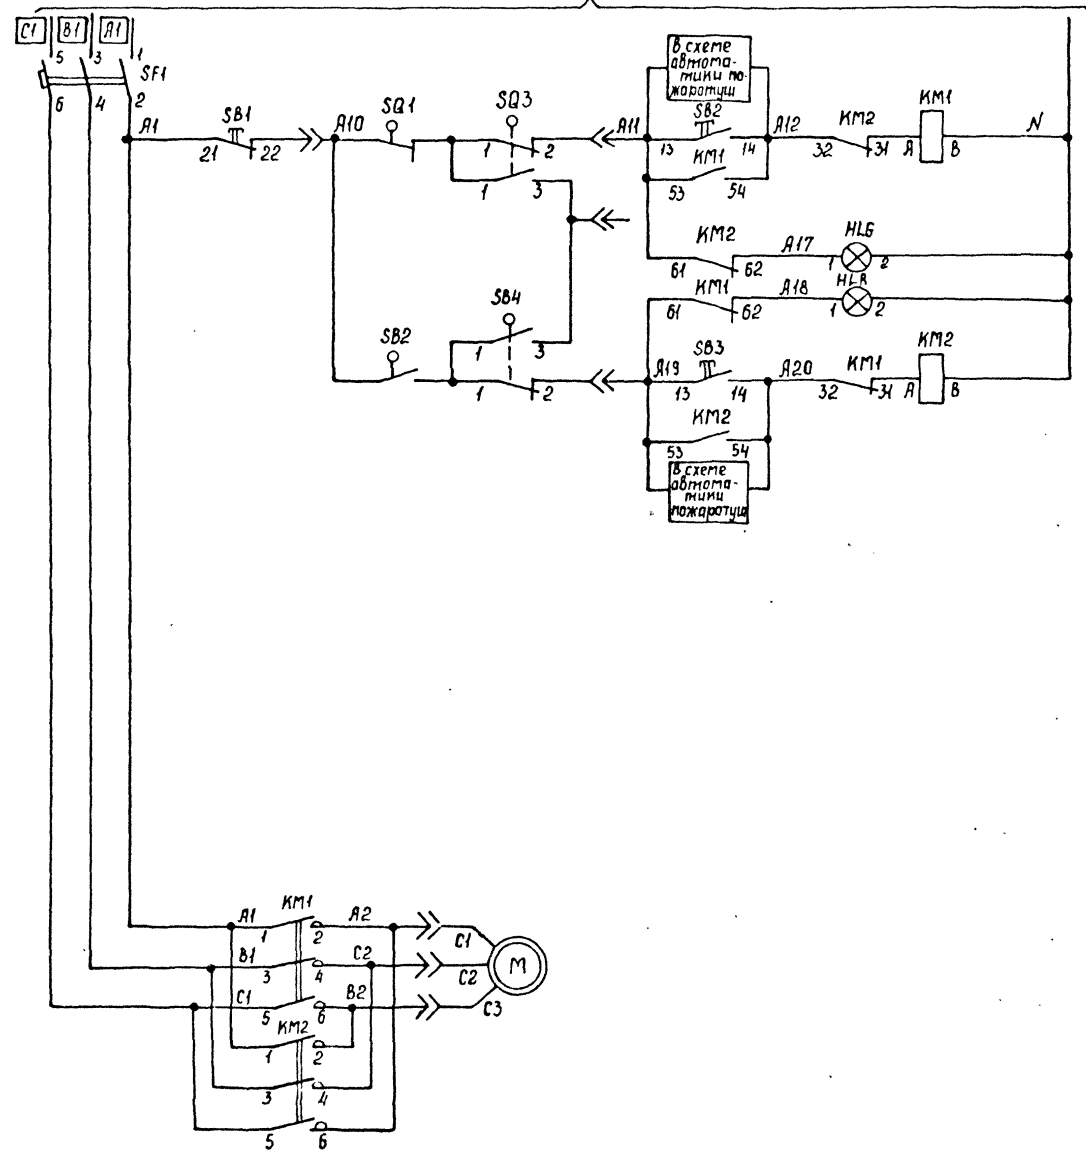 C1 B1 A1
5 3 1
SF1
6 4 2
A1 SB1 A10 SQ1 SQ3 A11
21 22 1 2
1 3
В схеме
автома-
тики по-
жаротуш
SB2 A12 KM2 KM1 N
13 14 32 31 A B
KM1
53 54
KM2 A17 HLG
61 62 1 2
KM1 A18 HLR
61 62 1 2
SB4
1 3
SB2
1 2
A19 SB3 A20 KM1 KM2
13 14 32 31 A B
KM2
53 54
В схеме
автома-
тики
пожаротуш
KM1
A1 1 2 A2 C1
B1 3 4 C2 C2 M
C1 5 6 B2 C3
KM2
1 2
3 4
5 6